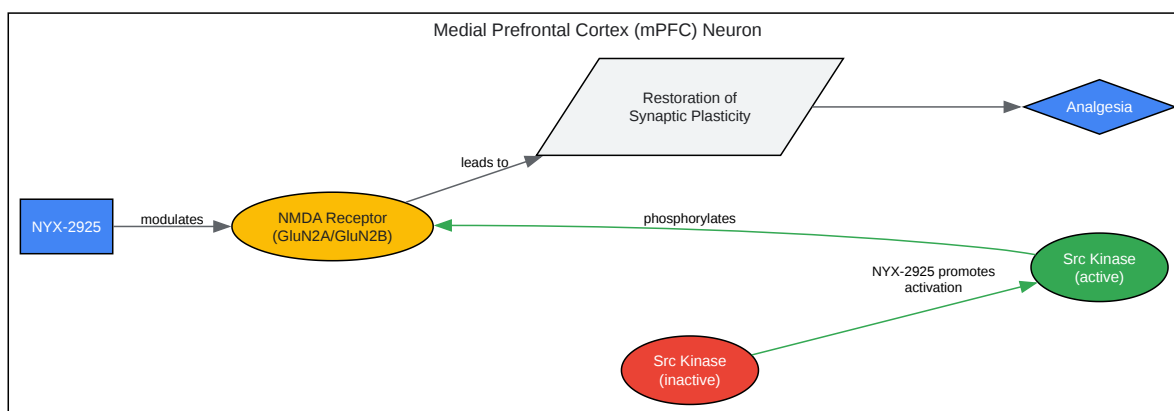 Medial Prefrontal Cortex (mPFC) Neuron
Restoration of
Synaptic Plasticity
Analgesia
leads to
NYX-2925
modulates
NMDA Receptor
(GluN2A/GluN2B)
phosphorylates
Src Kinase
(active)
NYX-2925 promotes
activation
Src Kinase
(inactive)